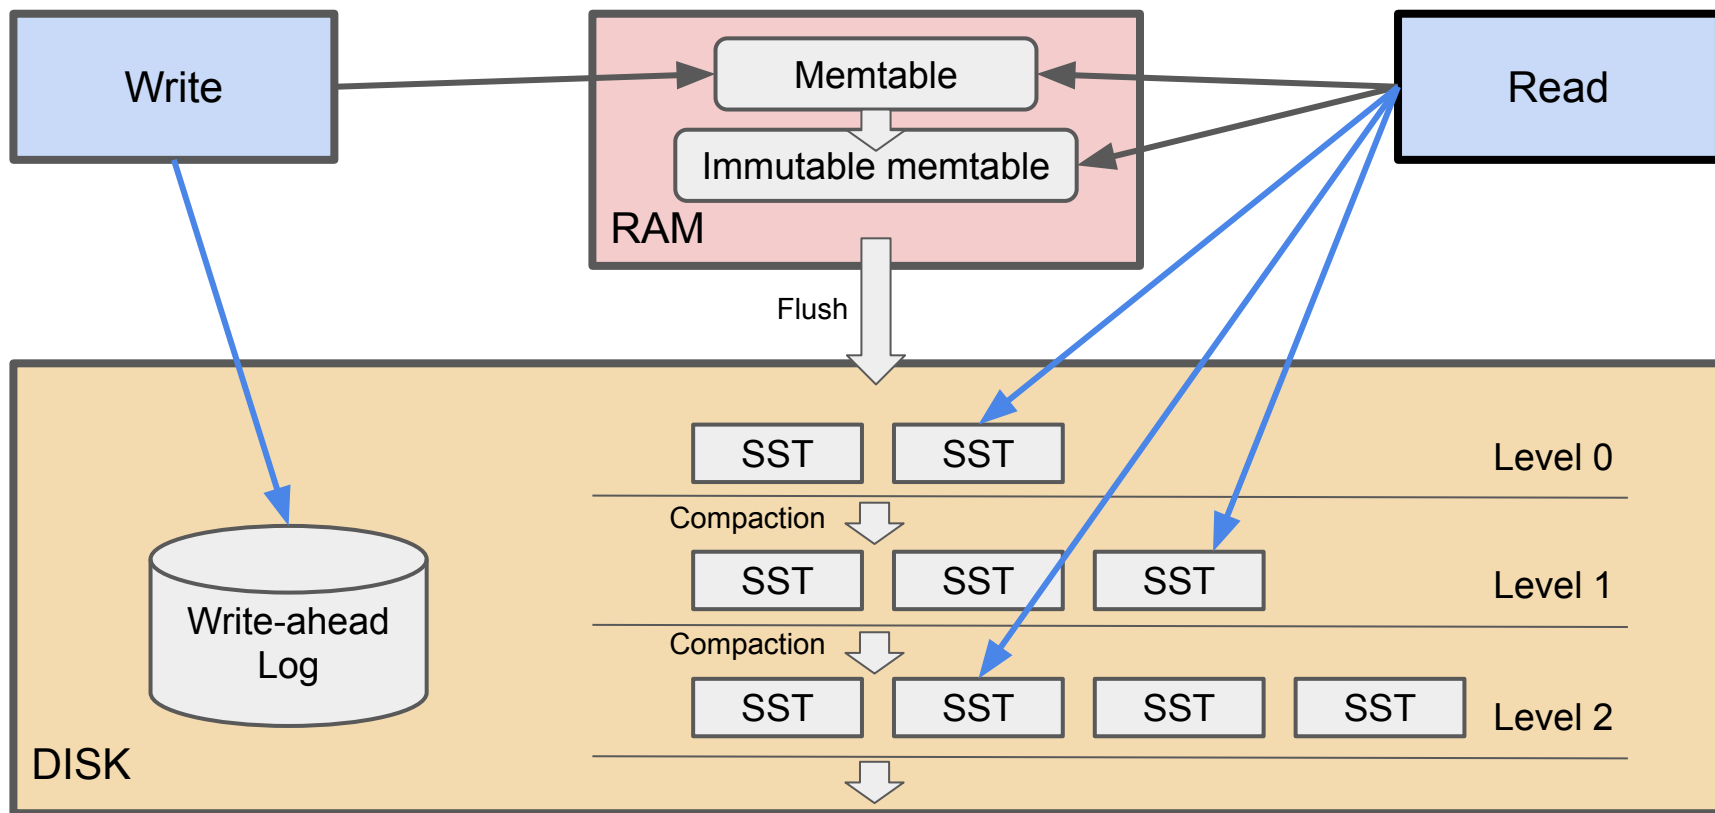 Write
Memtable
Read
Immutable memtable
RAM
Flush
SST
SST
Level 0
Compaction
SST
SST
SST
Level 1
Write-ahead
Log
Compaction
SST
SST
SST
SST
Level 2
DISK